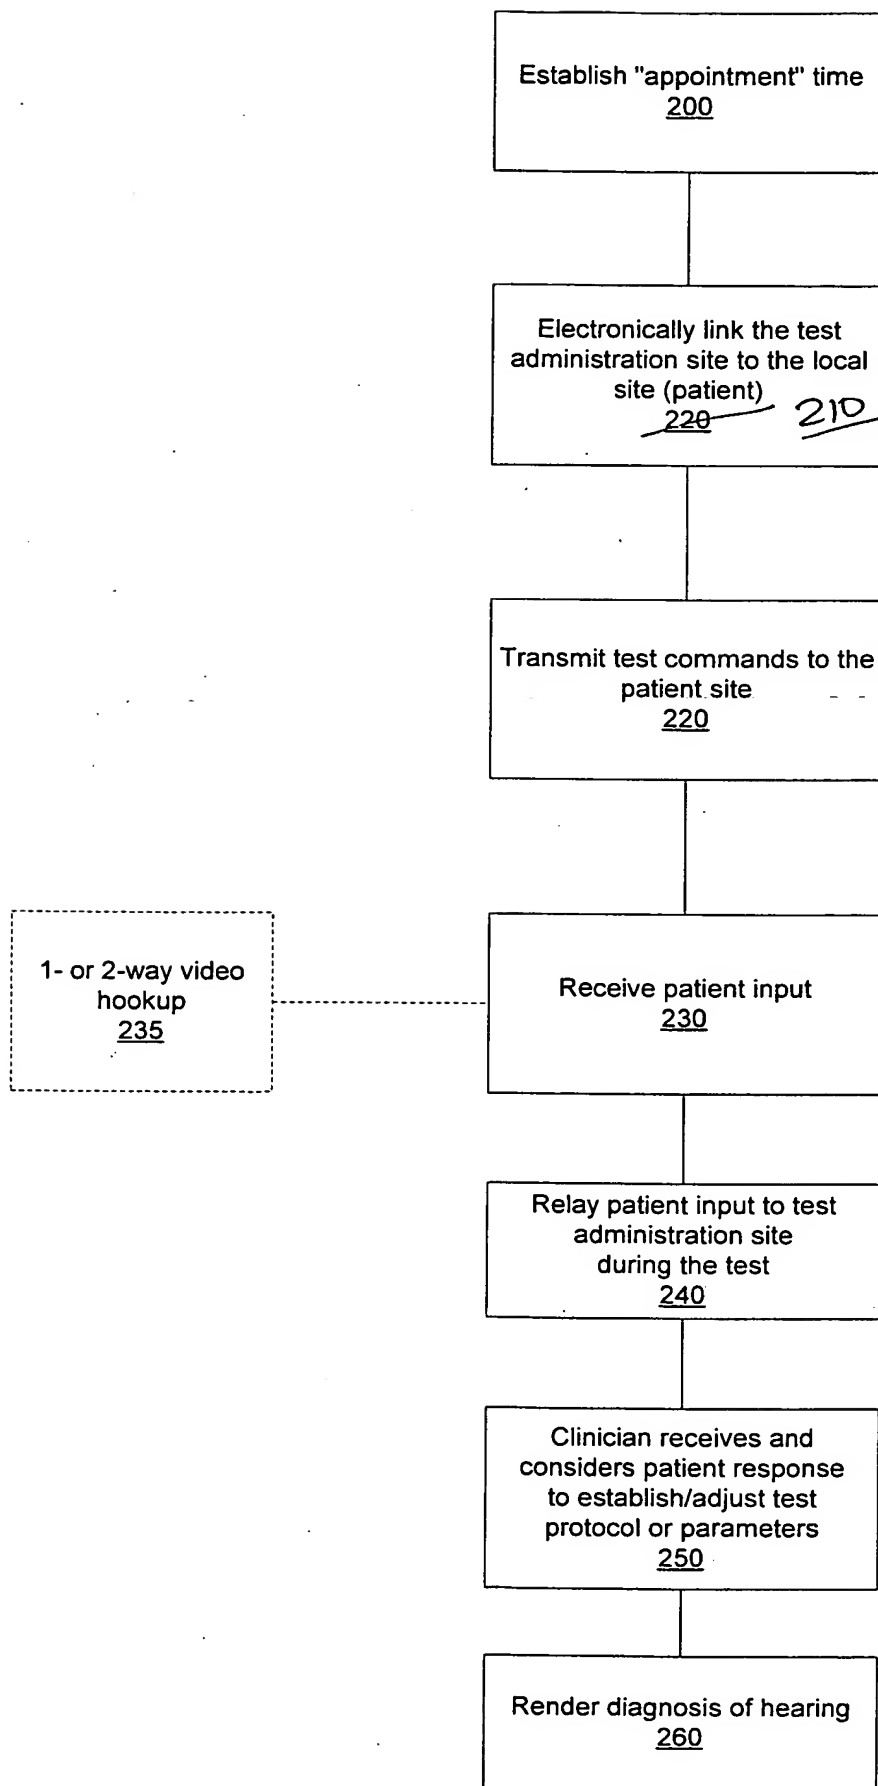 Establish "appointment" time
200
Electronically link the test
administration site to the local
site (patient)
220 210
Transmit test commands to the
patient site
220
1- or 2-way video
hookup
235
Receive patient input
230
Relay patient input to test
administration site
during the test
240
Clinician receives and
considers patient response
to establish/adjust test
protocol or parameters
250
Render diagnosis of hearing
260